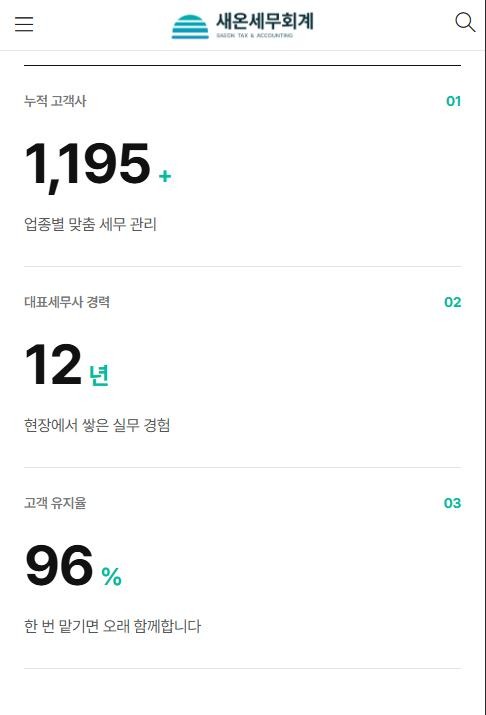 새온세무회계
SAEON TAX & ACCOUNTING
누적 고객사 01
1,195 +
업종별 맞춤 세무 관리
대표세무사 경력 02
12 년
현장에서 쌓은 실무 경험
고객 유지율 03
96 %
한 번 맡기면 오래 함께합니다